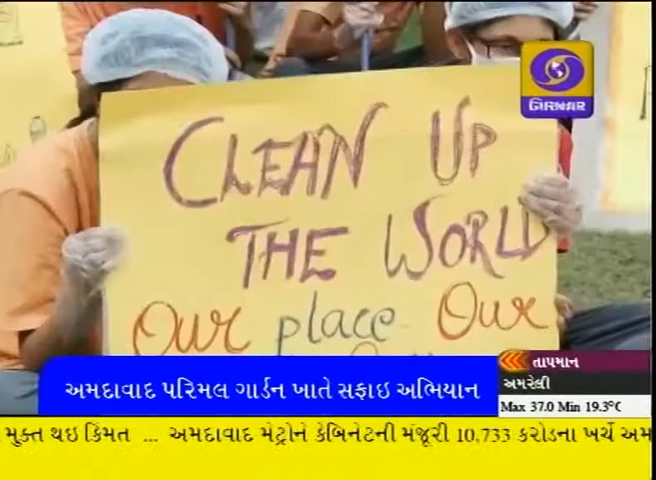 GIRNAR
CLEAN UP
THE WORLD
Our place Our
તાપમાન
અમરેલી
Max 37.0 Min 19.3°C
અમદાવાદ પરિમલ ગાર્ડન ખાતે સફાઇ અભિયાન
મુક્ત થઇ કિંમત ... અમદાવાદ મેટ્રોને કેબિનેટની મંજૂરી 10,733 કરોડના ખર્ચે અમ